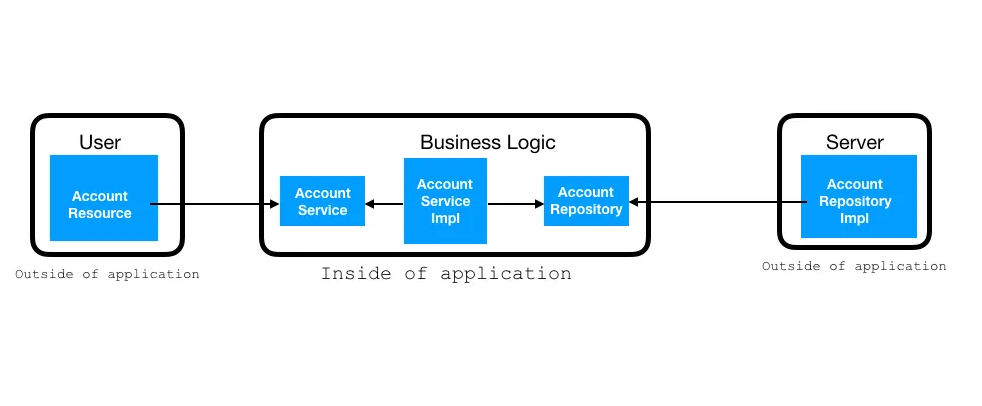 User
Account
Resource
Outside of application
Business Logic
Account
Service
Account
Service
Impl
Account
Repository
Inside of application
Server
Account
Repository
Impl
Outside of application